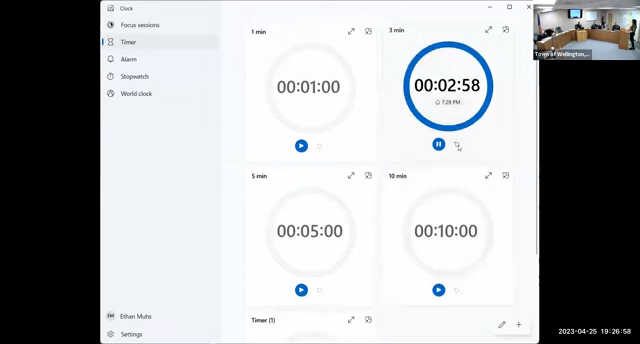 Clock
Focus sessions
Timer
Alarm
Stopwatch
World clock
EM Ethan Muhs
Settings
1 min
00:01:00
3 min
00:02:58
7:29 PM
5 min
00:05:00
10 min
00:10:00
Timer (1)
Town of Wellington,...
2023-04-25 19:26:58